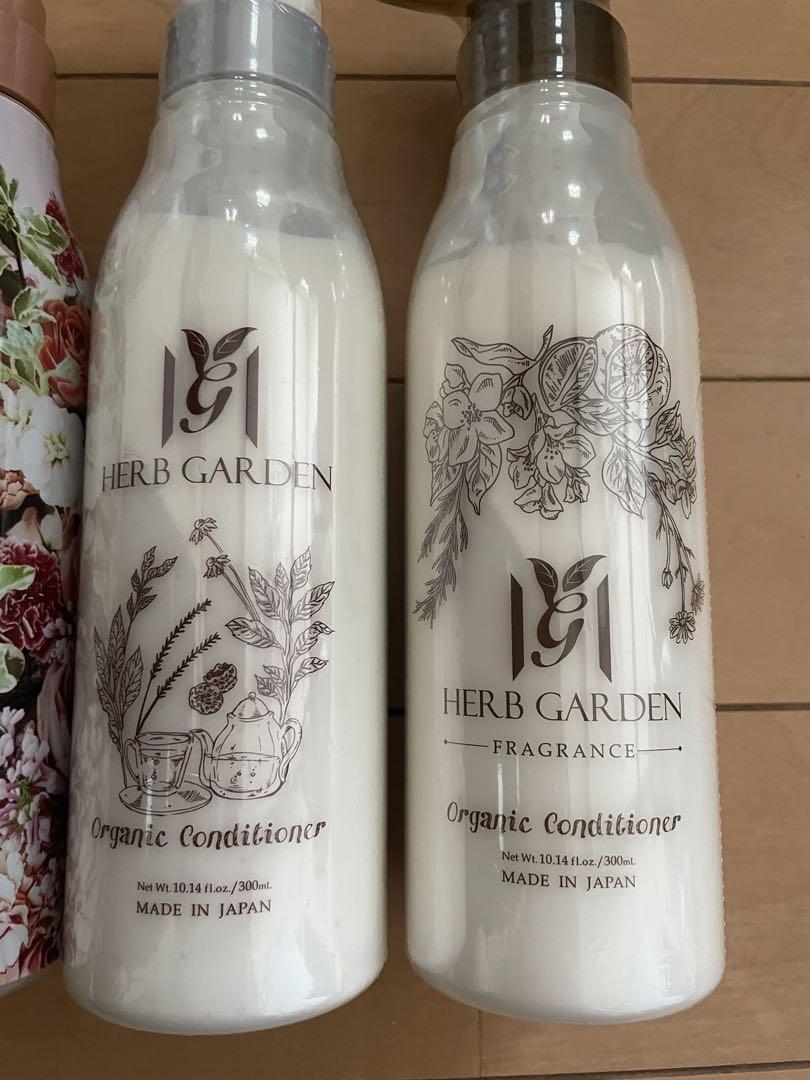 HERB GARDEN
Organic Conditioner
Net Wt. 10.14 fl.oz./300mL
MADE IN JAPAN
HERB GARDEN
FRAGRANCE
Organic Conditioner
Net Wt. 10.14 fl.oz./300mL
MADE IN JAPAN